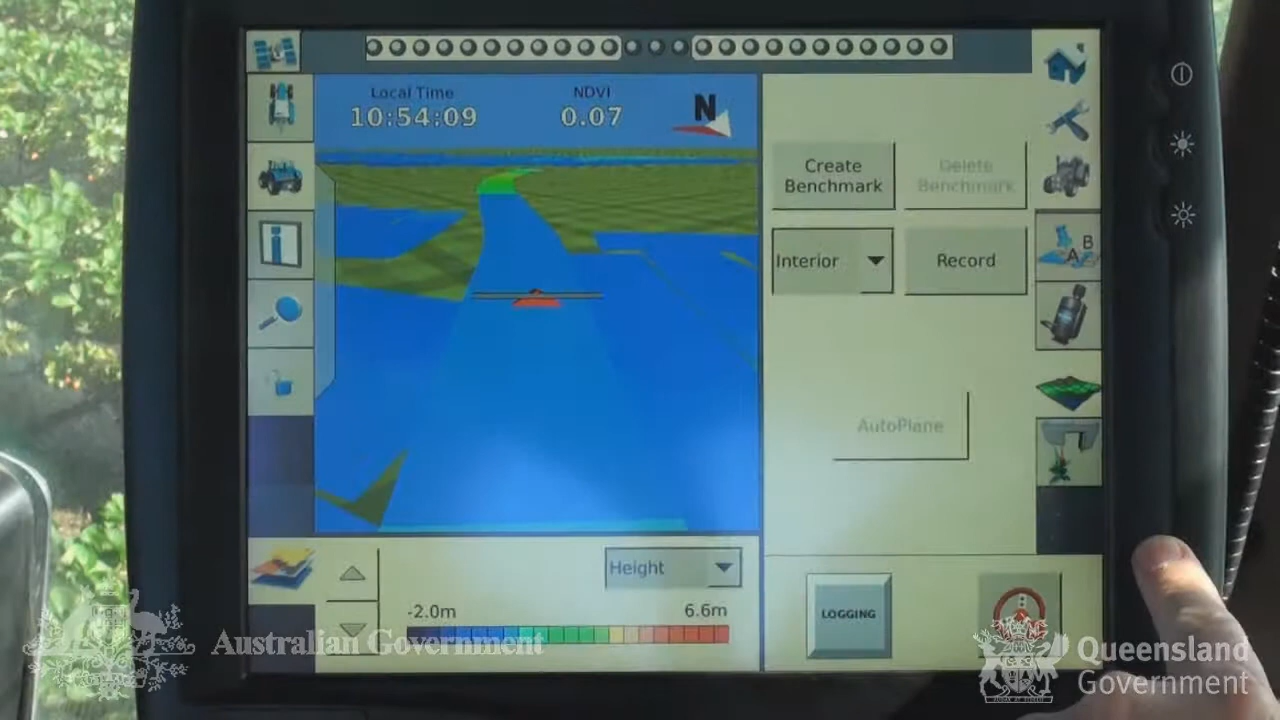 Local Time
NDVI
N
10:54:09
0.07
Create
Benchmark
Delete
Benchmark
Interior
Record
A
B
AutoPlane
Height
-2.0m
6.6m
LOGGING
Australian Government
Queensland
Government